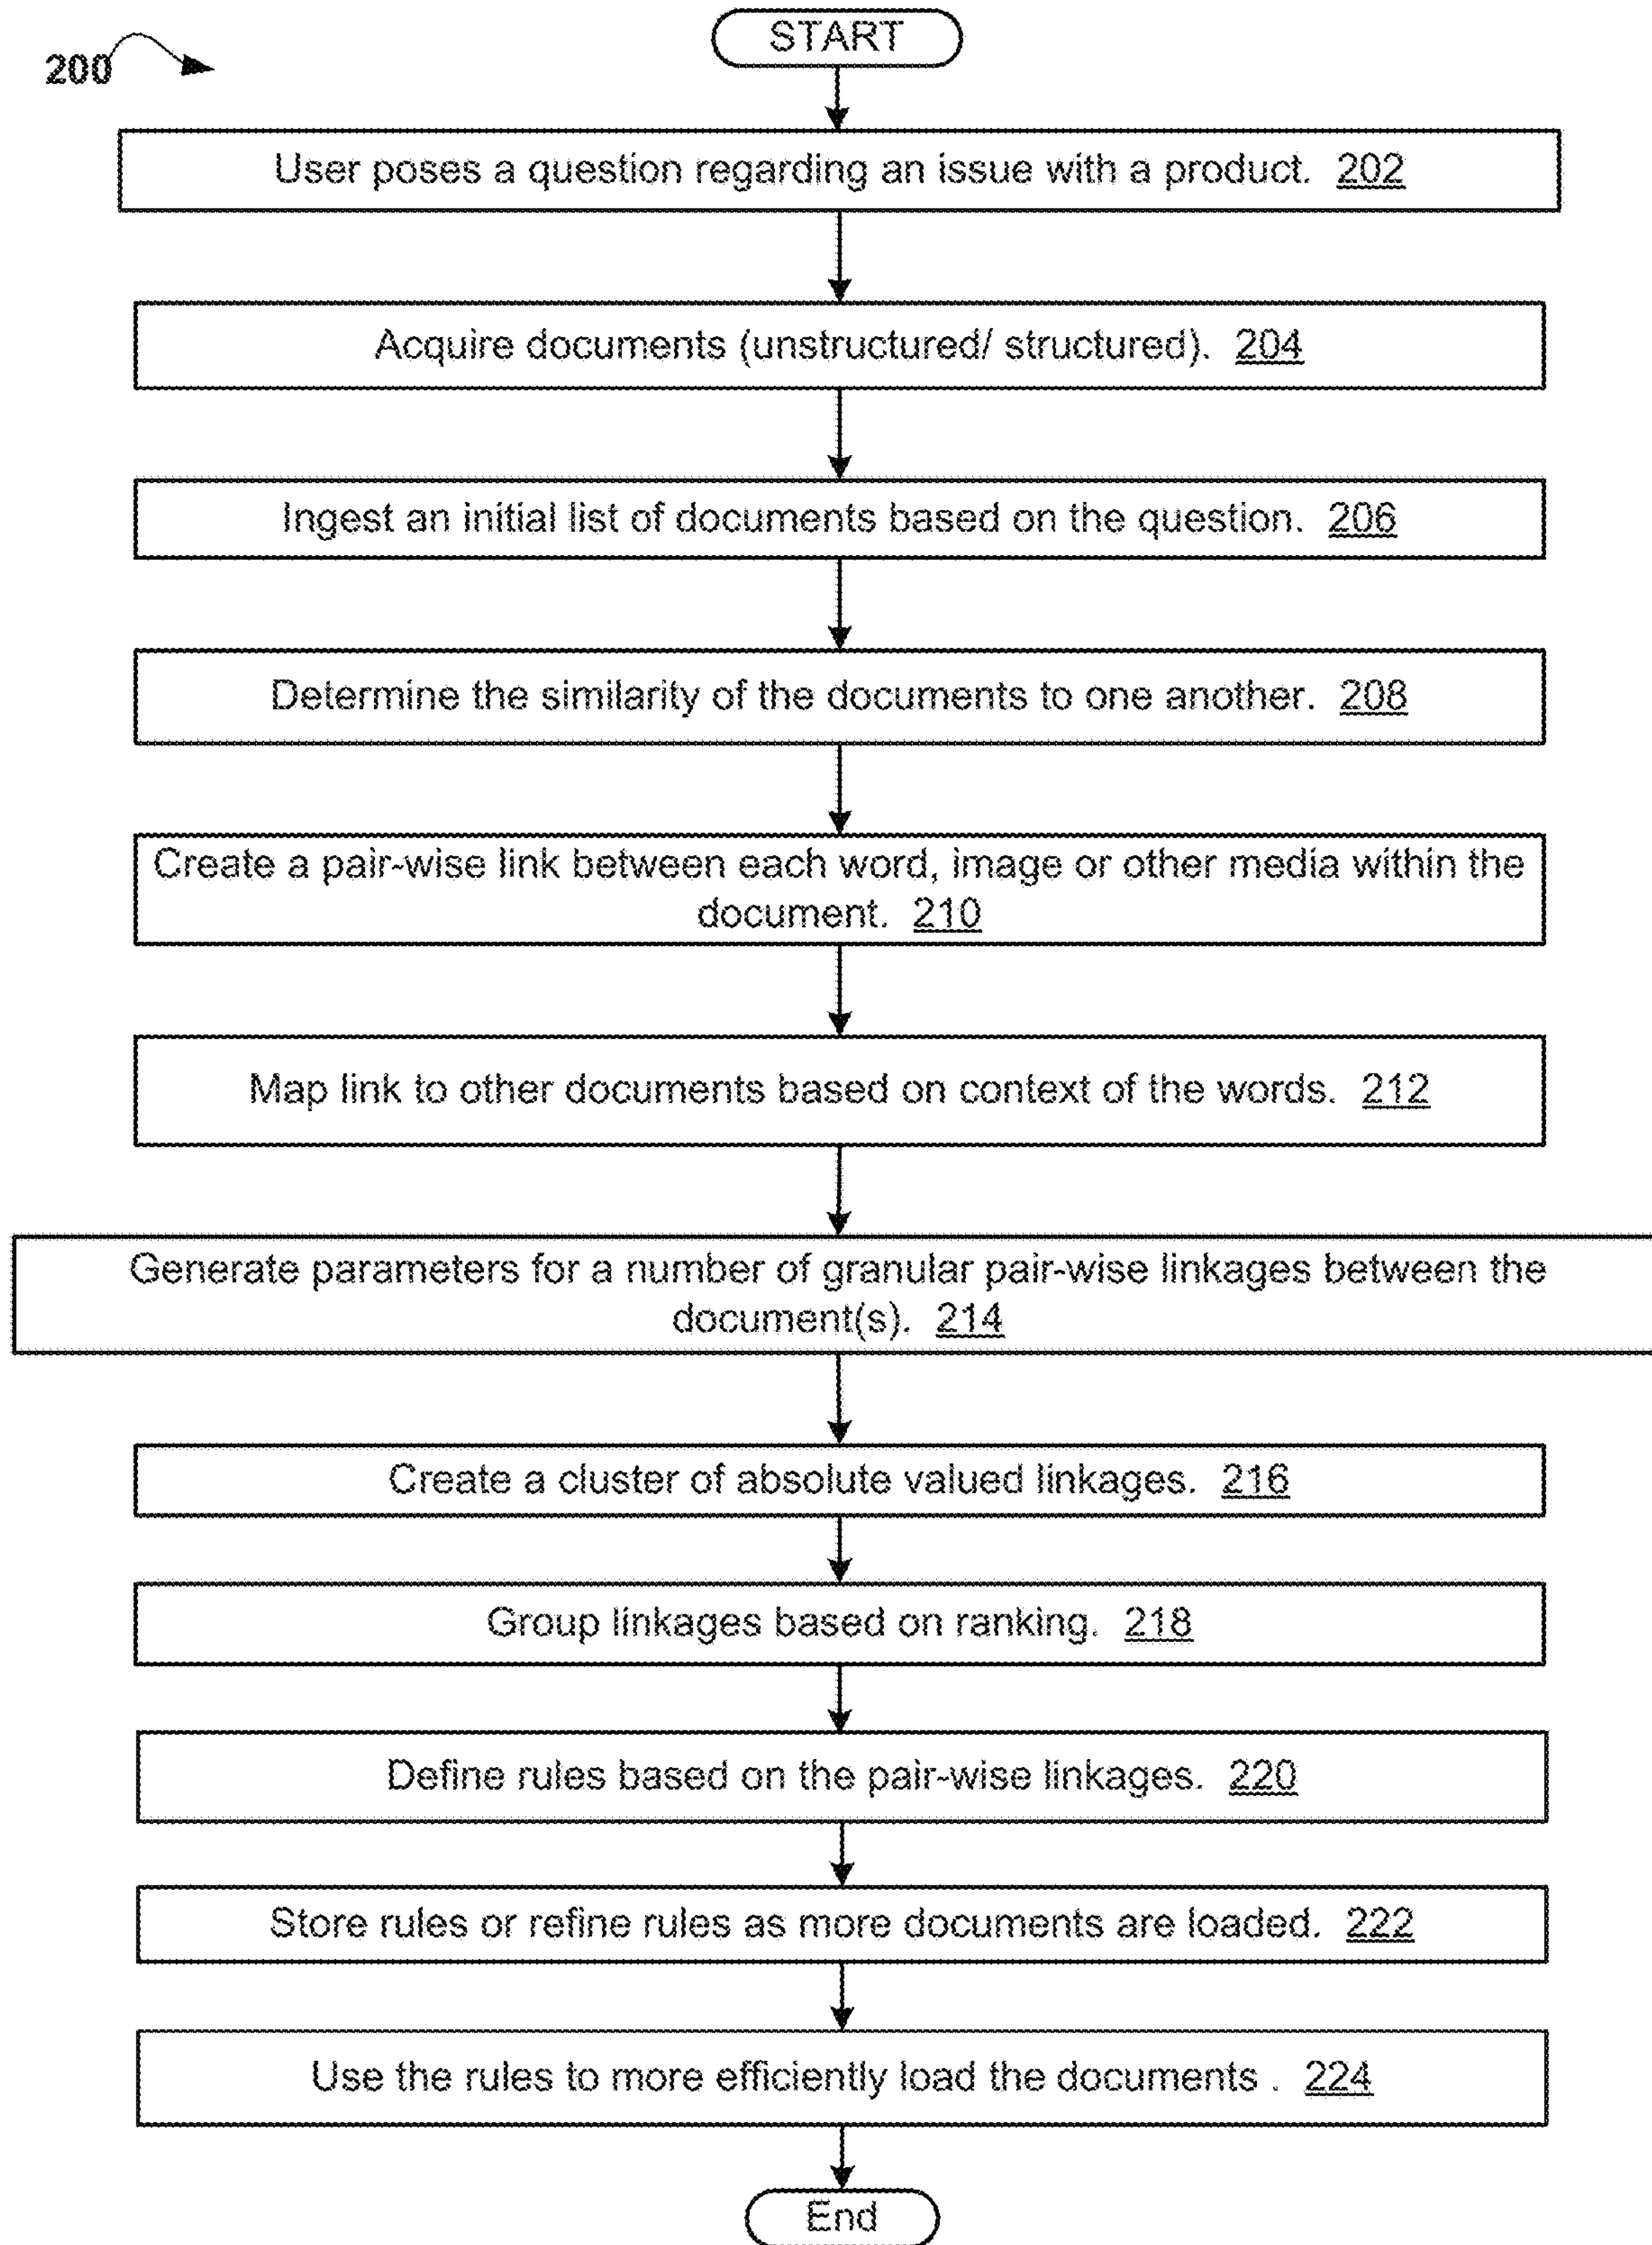 200
START
User poses a question regarding an issue with a product. 202
Acquire documents (unstructured/ structured). 204
Ingest an initial list of documents based on the question. 206
Determine the similarity of the documents to one another. 208
Create a pair-wise link between each word, image or other media within the
document. 210
Map link to other documents based on context of the words. 212
Generate parameters for a number of granular pair-wise linkages between the
document(s). 214
Create a cluster of absolute valued linkages. 216
Group linkages based on ranking. 218
Define rules based on the pair-wise linkages. 220
Store rules or refine rules as more documents are loaded. 222
Use the rules to more efficiently load the documents . 224
End